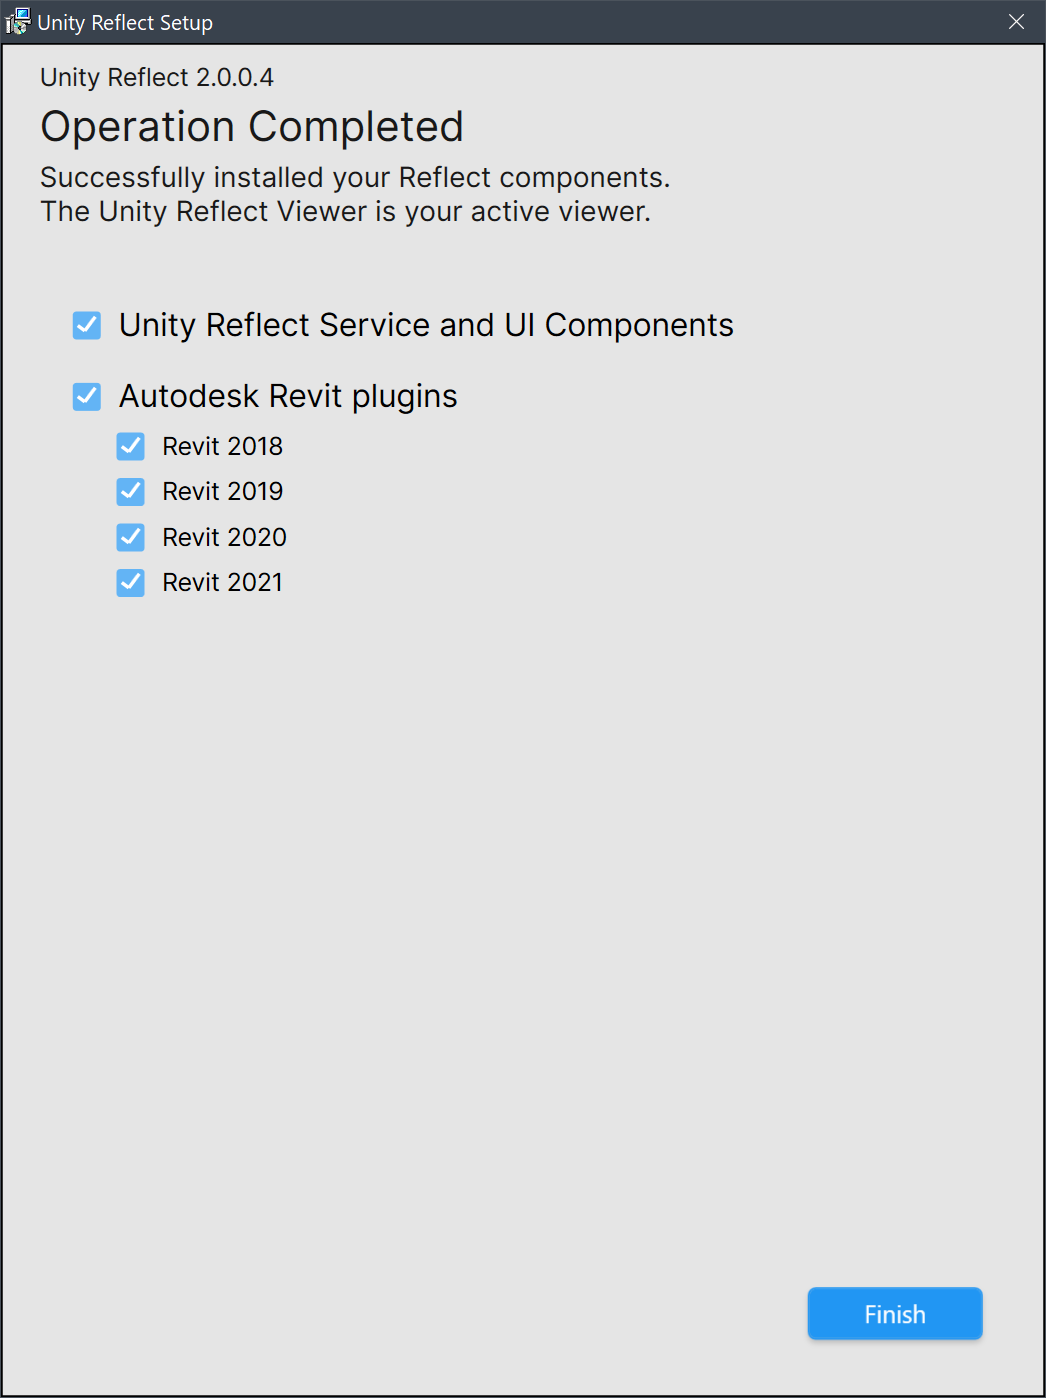 Unity Reflect Setup
Unity Reflect 2.0.0.4
Operation Completed
Successfully installed your Reflect components.
The Unity Reflect Viewer is your active viewer.
Unity Reflect Service and UI Components
Autodesk Revit plugins
Revit 2018
Revit 2019
Revit 2020
Revit 2021
Finish